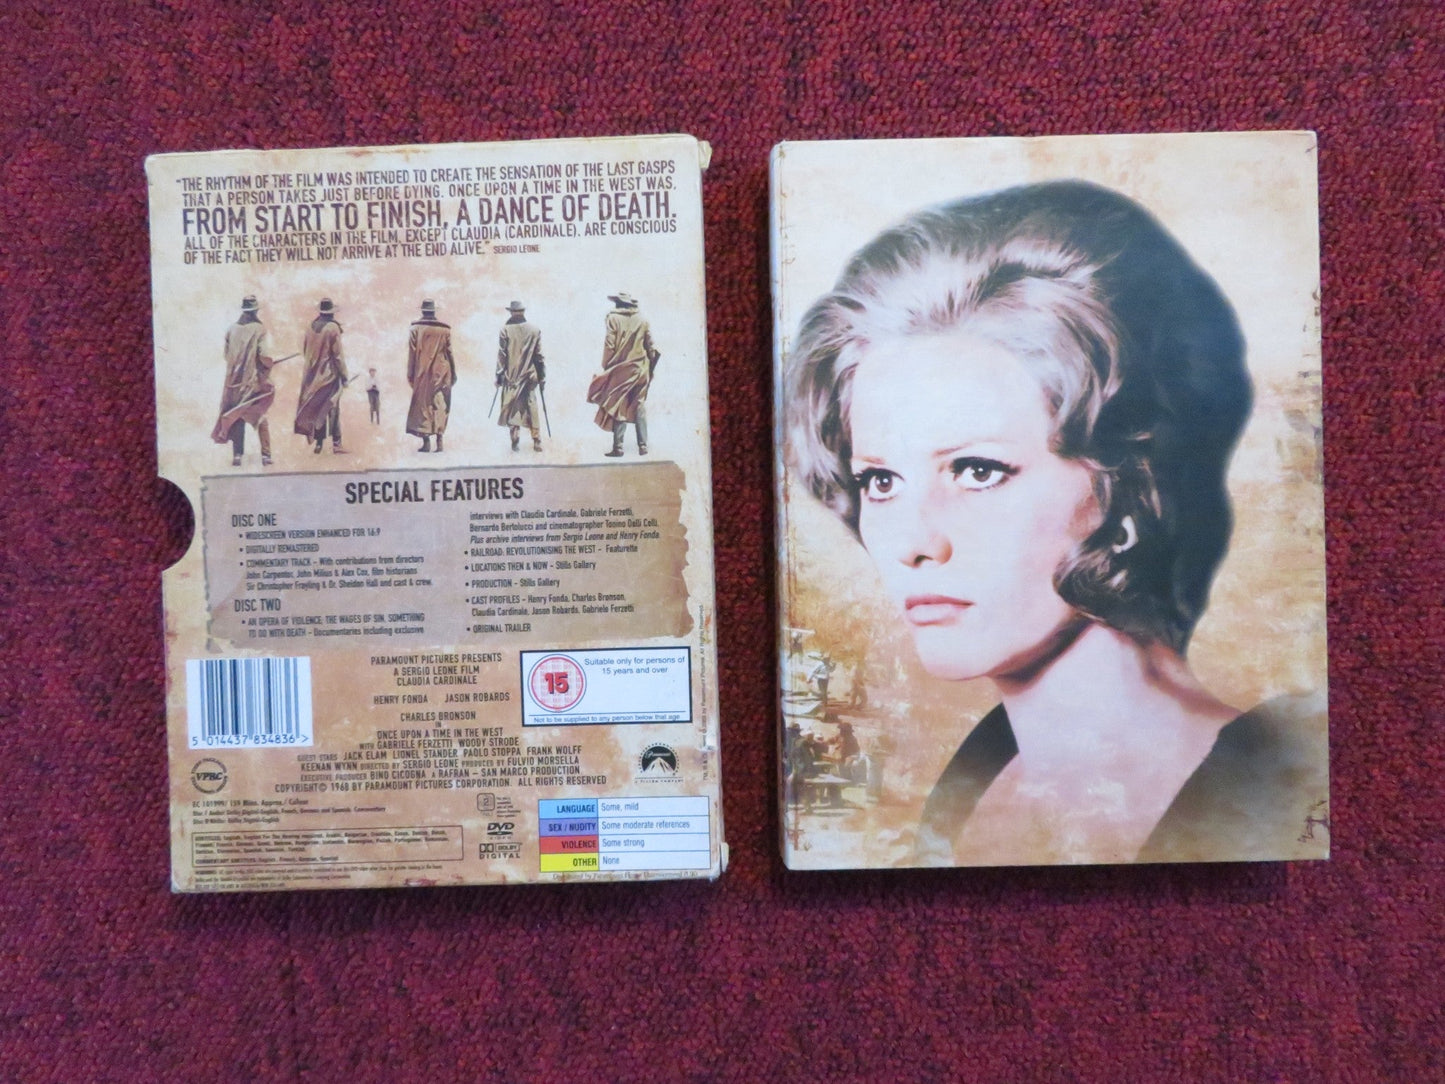 "THE RHYTHM OF THE FILM WAS INTENDED TO CREATE THE SENSATION OF THE LAST GASPS
THAT A PERSON TAKES JUST BEFORE DYING. ONCE UPON A TIME IN THE WEST WAS,
FROM START TO FINISH, A DANCE OF DEATH.
ALL OF THE CHARACTERS IN THE FILM, EXCEPT CLAUDIA (CARDINALE), ARE CONSCIOUS
OF THE FACT THEY WILL NOT ARRIVE AT THE END ALIVE." SERGIO LEONE
SPECIAL FEATURES
DISC ONE
• WIDESCREEN VERSION ENHANCED FOR 16:9
• DIGITALLY REMASTERED
• COMMENTARY TRACK - With contributions from directors
John Carpenter, John Milius & Alex Cox, film historians
Sir Christopher Frayling & Dr. Sheldon Hall and cast & crew.
DISC TWO
• AN OPERA OF VIOLENCE, THE WAGES OF SIN, SOMETHING
TO DO WITH DEATH - Documentaries including exclusive
interviews with Claudia Cardinale, Gabriele Ferzetti,
Bernardo Bertolucci and cinematographer Tonino Delli Colli.
Plus archive interviews from Sergio Leone and Henry Fonda
• RAILROAD: REVOLUTIONISING THE WEST - Featurette
• LOCATIONS THEN & NOW - Stills Gallery
• PRODUCTION - Stills Gallery
• CAST PROFILES - Henry Fonda, Charles Bronson,
Claudia Cardinale, Jason Robards, Gabriele Ferzetti
• ORIGINAL TRAILER
5 014437 834836 >
PARAMOUNT PICTURES PRESENTS
A SERGIO LEONE FILM
CLAUDIA CARDINALE
HENRY FONDA JASON ROBARDS
CHARLES BRONSON
IN
ONCE UPON A TIME IN THE WEST
WITH GABRIELE FERZETTI WOODY STRODE
GUEST STARS JACK ELAM LIONEL STANDER PAOLO STOPPA FRANK WOLFF
KEENAN WYNN DIRECTED BY SERGIO LEONE PRODUCED BY FULVIO MORSELLA
EXECUTIVE PRODUCER BINO CICOGNA A RAFRAN - SAN MARCO PRODUCTION
COPYRIGHT © 1968 BY PARAMOUNT PICTURES CORPORATION. ALL RIGHTS RESERVED
15
Suitable only for persons of
15 years and over
Not to be supplied to any person below that age
Paramount
VPRC
159 Mins. Approx./ Colour
2
DVD
VIDEO
DOLBY
DIGITAL
LANGUAGE Some, mild
SEX / NUDITY Some moderate references
VIOLENCE Some strong
OTHER None